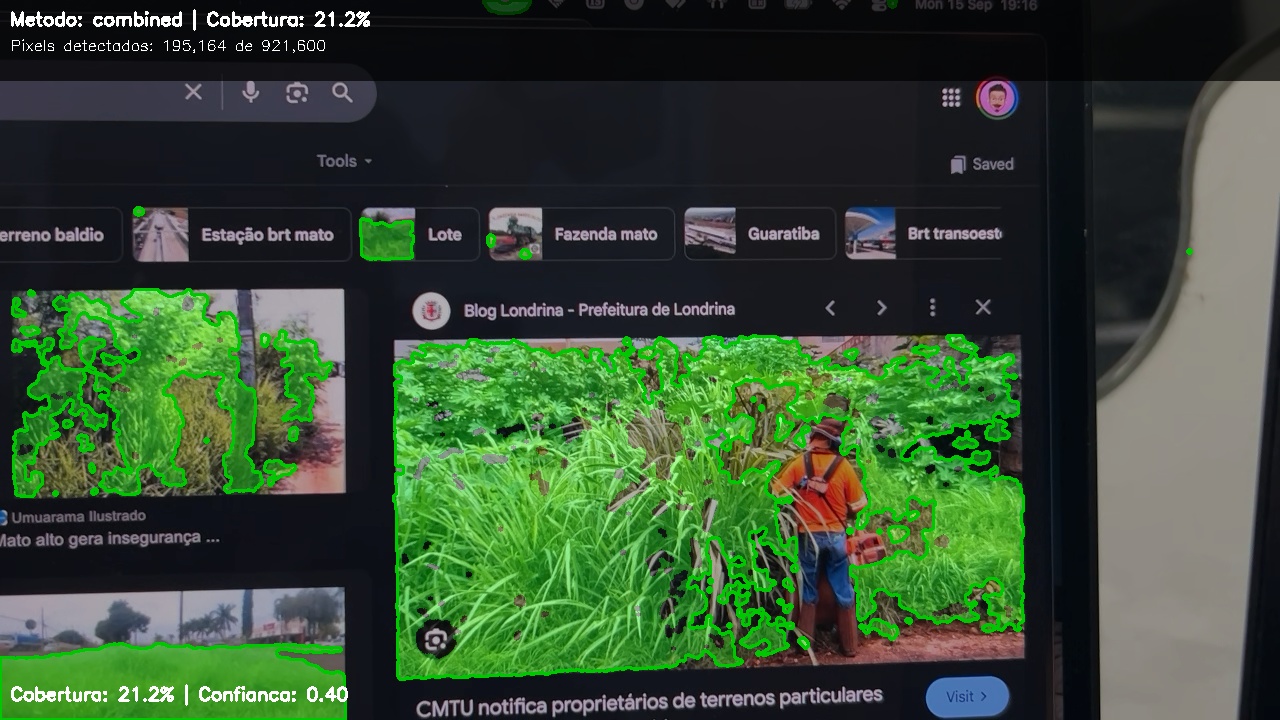 Metodo: combined | Cobertura: 21.2%
Mon 15 Sep 19:16
Pixels detectados: 195,164 de 921,600
Tools
Saved
erreno baldio
Estação brt mato
Lote
Fazenda mato
Guaratiba
Brt transoest
Blog Londrina - Prefeitura de Londrina
Umuarama Ilustrado
Mato alto gera insegurança ...
Cobertura: 21.2% | Confianca: 0.40
CMTU notifica proprietários de terrenos particulares
Visit >